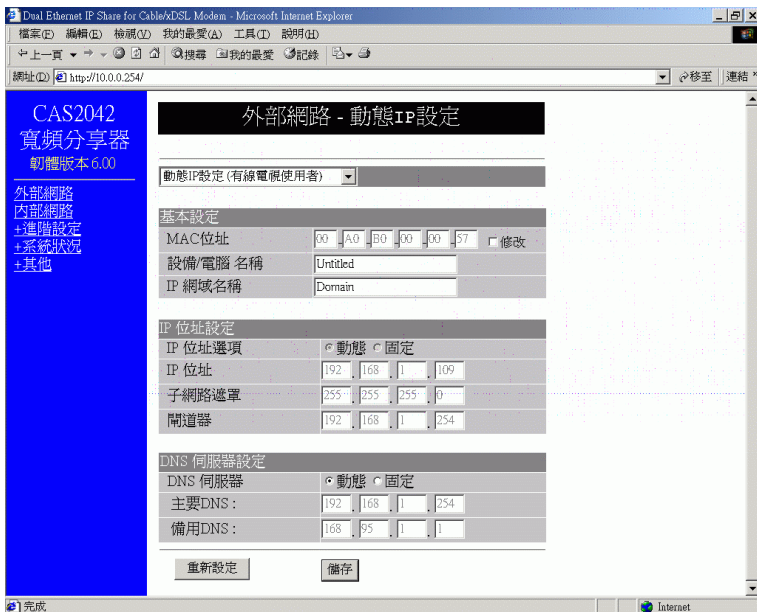 Dual Ethernet IP Share for Cable/xDSL Modem - Microsoft Internet Explorer
檔案(F) 編輯(E) 檢視(V) 我的最愛(A) 工具(T) 說明(H)
上一頁 搜尋 我的最愛 記錄
網址(D) http://10.0.0.254/ 移至 連結 »
CAS2042
寬頻分享器
韌體版本 6.00
外部網路
內部網路
+進階設定
+系統狀況
+其他
外部網路 - 動態IP設定
動態IP設定 (有線電視使用者)
基本設定
MAC位址 00 . A0 . B0 . 00 . 00 . 57 修改
設備/電腦 名稱 Untitled
IP 網域名稱 Domain
IP 位址設定
IP 位址選項 動態 固定
IP 位址 192 . 168 . 1 . 109
子網路遮罩 255 . 255 . 255 . 0
閘道器 192 . 168 . 1 . 254
DNS 伺服器設定
DNS 伺服器 動態 固定
主要DNS : 192 . 168 . 1 . 254
備用DNS : 168 . 95 . 1 . 1
重新設定 儲存
完成 Internet